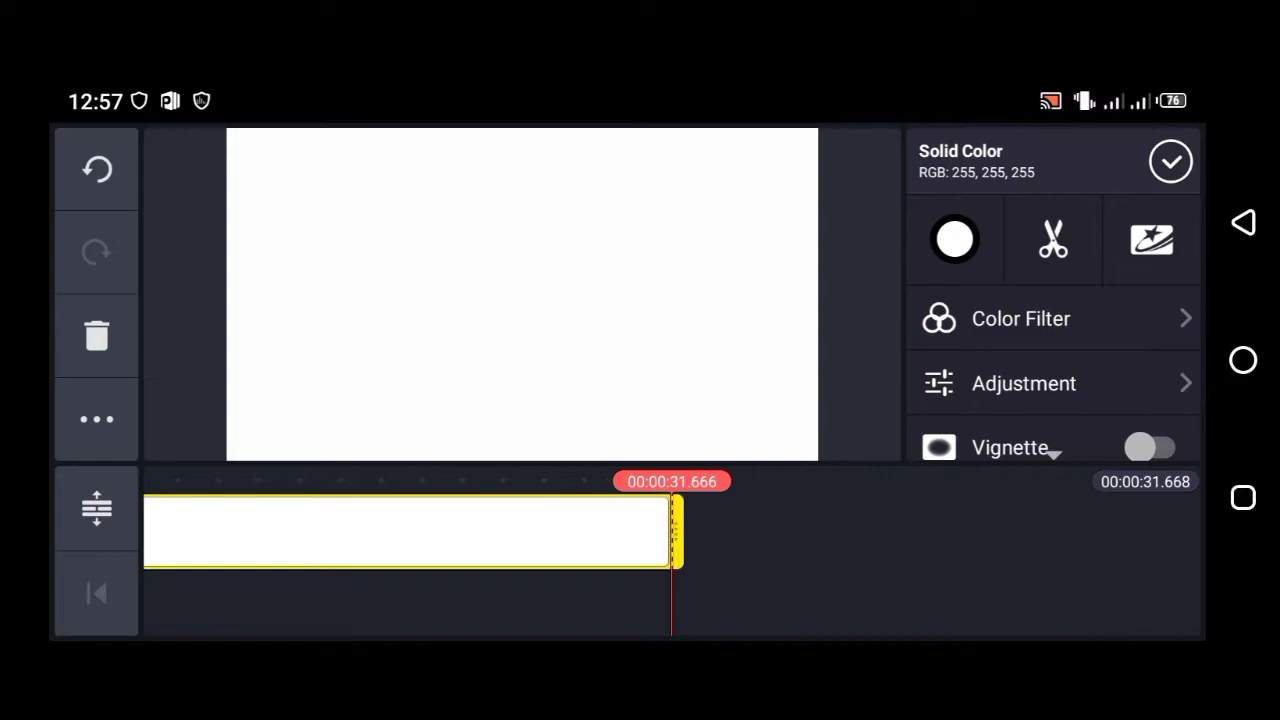 12:57
76
Solid Color
RGB: 255, 255, 255
Color Filter
Adjustment
Vignette
00:00:31.666
00:00:31.668